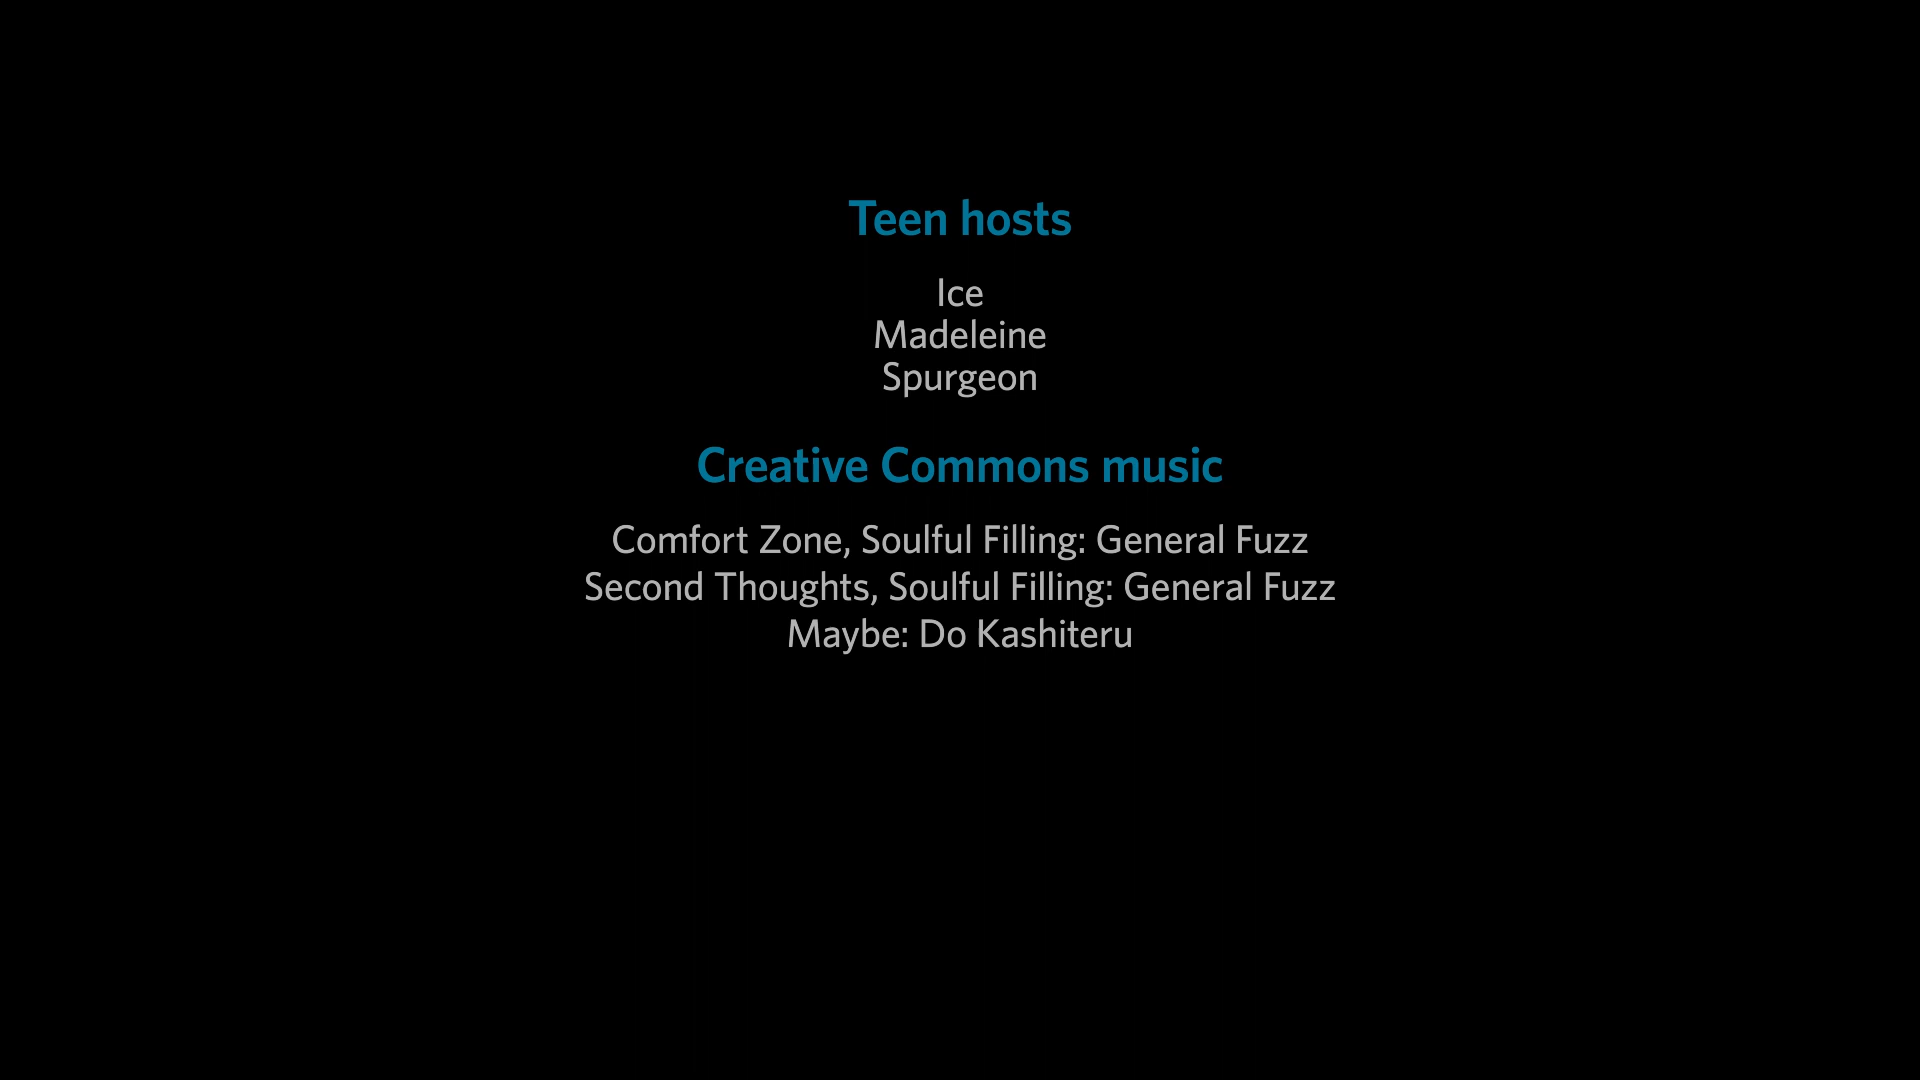 Teen hosts
Ice
Madeleine
Spurgeon
Creative Commons music
Comfort Zone, Soulful Filling: General Fuzz
Second Thoughts, Soulful Filling: General Fuzz
Maybe: Do Kashiteru